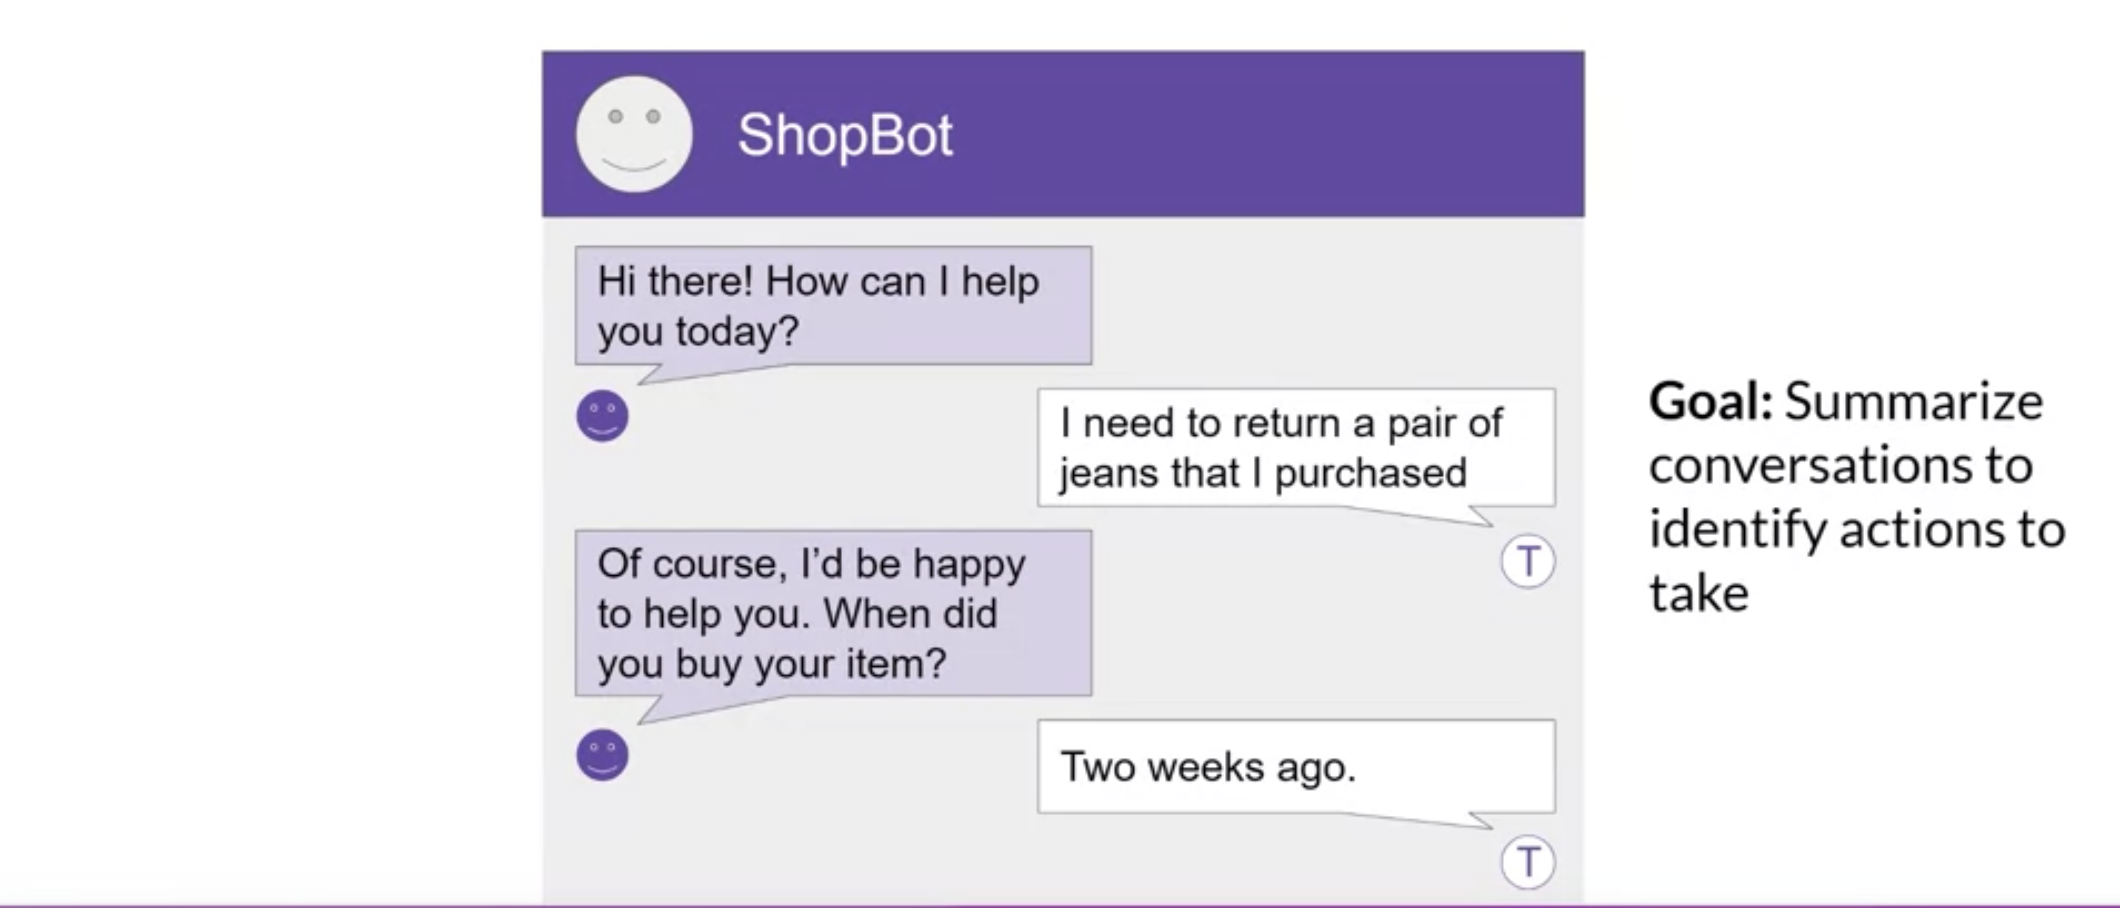 ShopBot
Hi there! How can I help
you today?
I need to return a pair of
jeans that I purchased
T
Of course, I'd be happy
to help you. When did
you buy your item?
Two weeks ago.
T
Goal: Summarize
conversations to
identify actions to
take